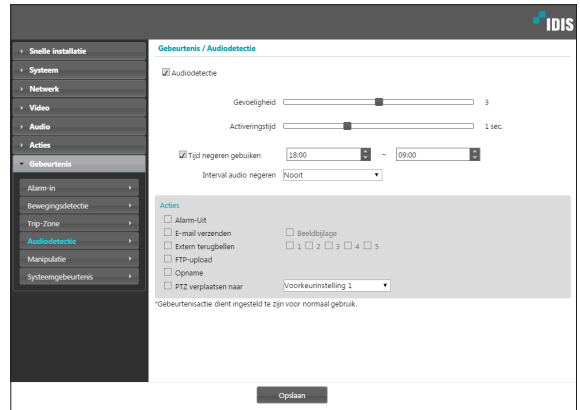 IDIS
Snelle installatie
Systeem
Netwerk
Video
Audio
Acties
Gebeurtenis
Alarm-in
Bewegingsdetectie
Trip-Zone
Audiodetectie
Manipulatie
Systeemgebeurtenis
Gebeurtenis / Audiodetectie
Audiodetectie
Gevoeligheid 3
Activeringstijd 1 sec.
Tijd negeren gebuiken 18:00 ~ 09:00
Interval audio negeren Nooit
Acties
Alarm-Uit
E-mail verzenden Beeldbijlage
Extern terugbellen 1 2 3 4 5
FTP-upload
Opname
PTZ verplaatsen naar Voorkeurinstelling 1
*Gebeurtenisactie dient ingesteld te zijn voor normaal gebruik.
Opslaan